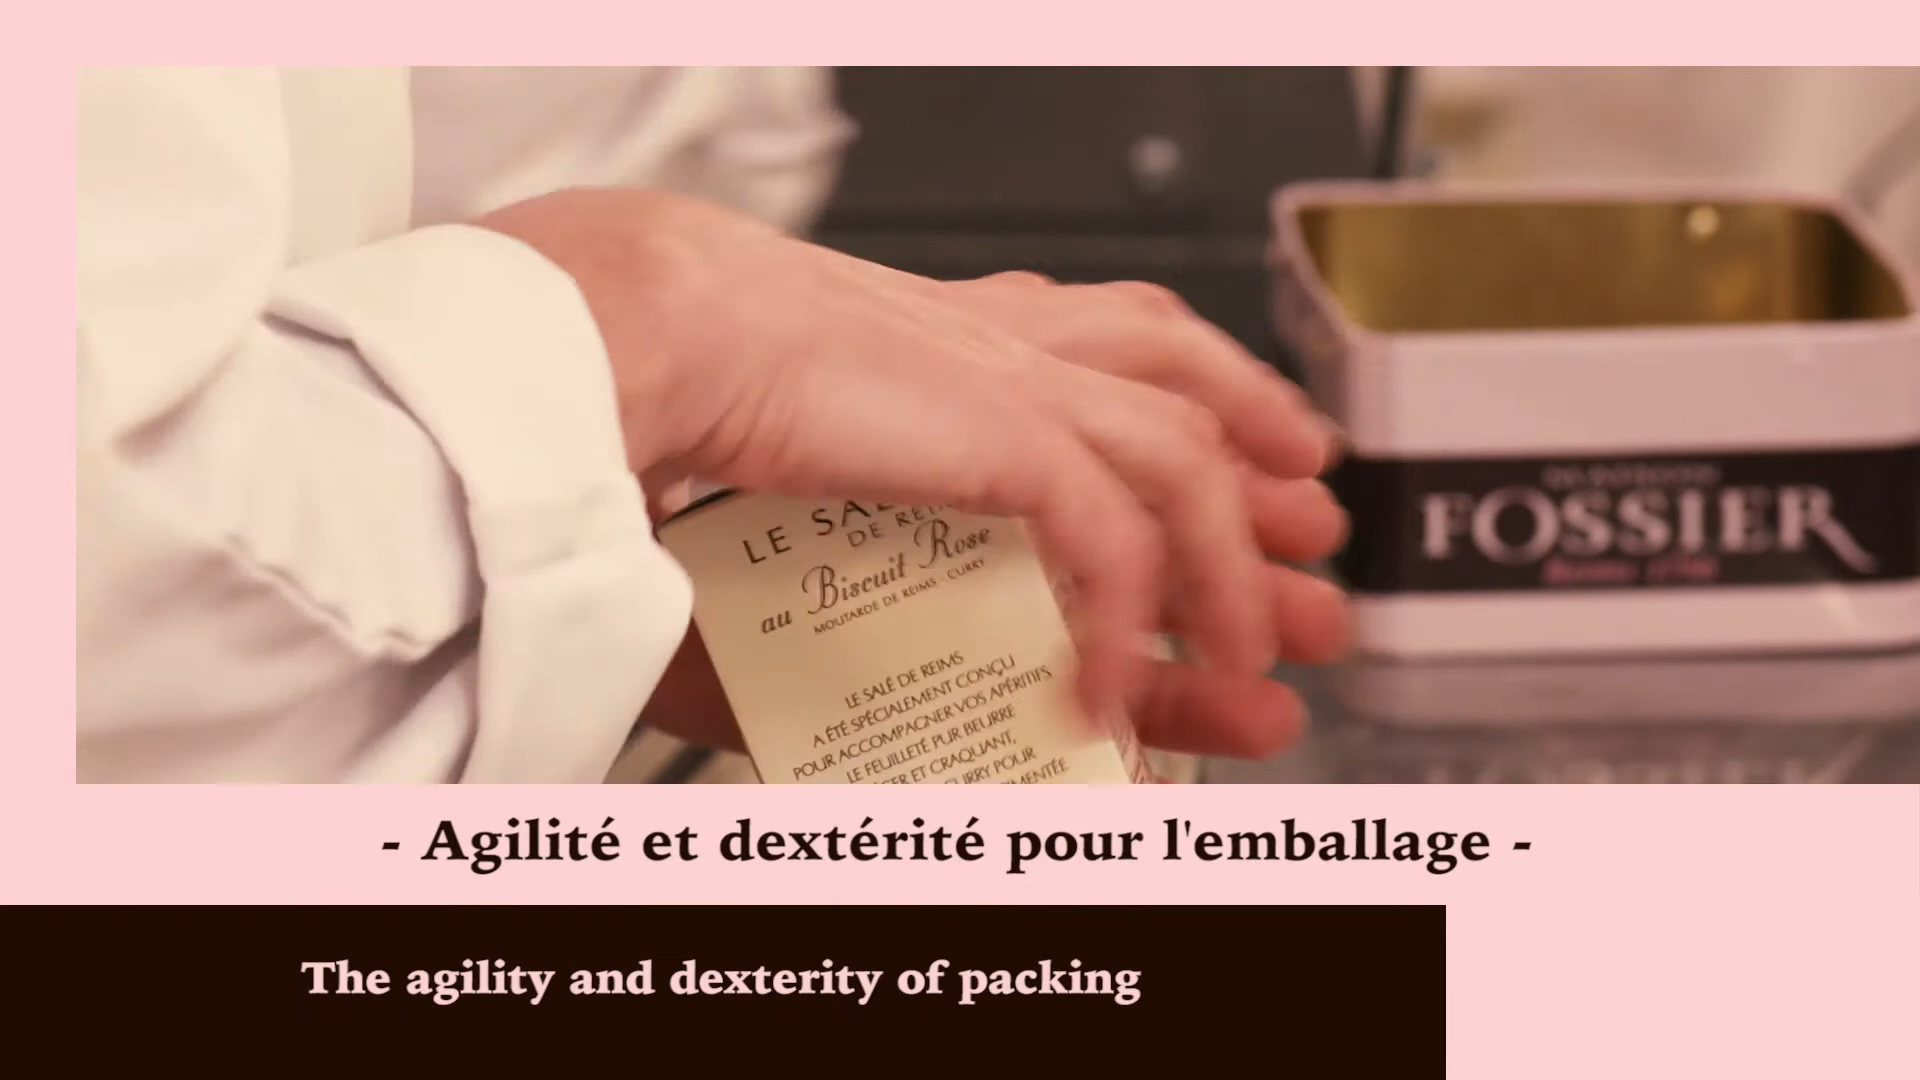 LE SALÉ
DE REIMS
au Biscuit Rose
MOUTARDE DE REIMS - CURRY
LE SALÉ DE REIMS
A ÉTÉ SPÉCIALEMENT CONÇU
POUR ACCOMPAGNER VOS APÉRITIFS
LE FEUILLETÉ PUR BEURRE
ET CRAQUANT,
CURRY POUR
FOSSIER
- Agilité et dextérité pour l'emballage -
The agility and dexterity of packing